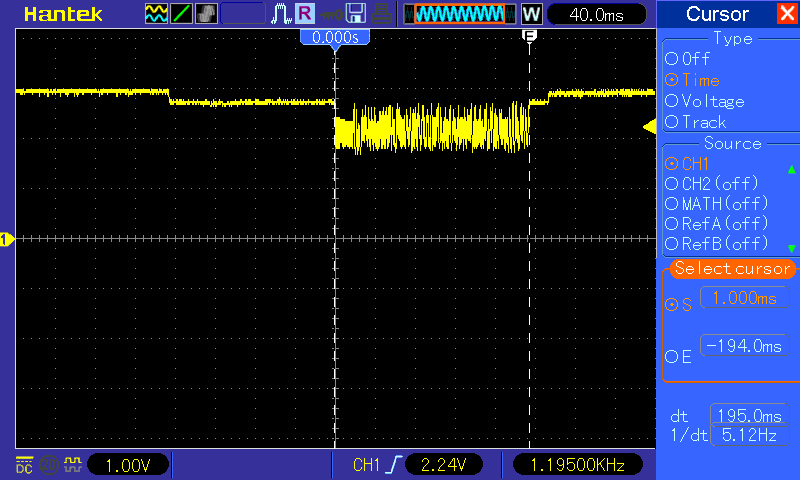 Hantek R W 40.0ms
0.000s
E
1
DC 1.00V CH1 2.24V 1.19500KHz
Cursor
Type
Off
Time
Voltage
Track
Source
CH1
CH2(off)
MATH(off)
RefA(off)
RefB(off)
Select cursor
S 1.000ms
E -194.0ms
dt 195.0ms
1/dt 5.12Hz